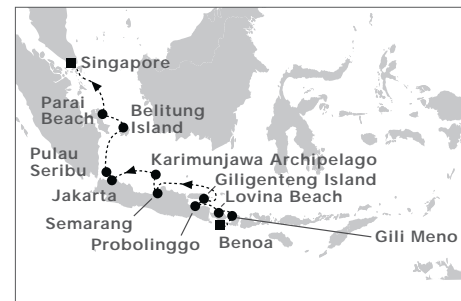 Singapore
Parai
Beach
Belitung
Island
Pulau
Seribu
Karimunjawa Archipelago
Giligenteng Island
Jakarta
Lovina Beach
Semarang
Probolinggo
Benoa
Gili Meno